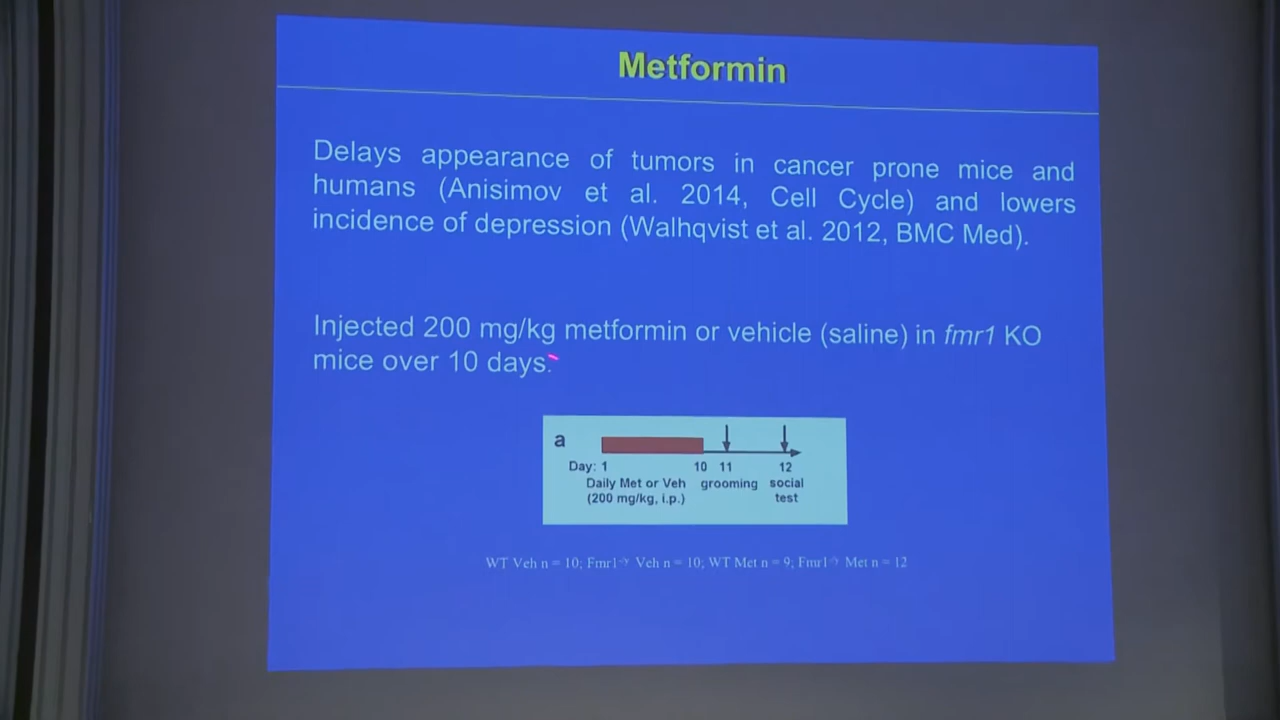 Metformin
Delays appearance of tumors in cancer prone mice and
humans (Anisimov et al. 2014, Cell Cycle) and lowers
incidence of depression (Walhqvist et al. 2012, BMC Med).
Injected 200 mg/kg metformin or vehicle (saline) in fmr1 KO
mice over 10 days.
a
Day: 1 10 11 12
Daily Met or Veh grooming social
(200 mg/kg, i.p.) test
WT Veh n = 10; Fmr1 Veh n = 10; WT Met n = 9; Fmr1 Met n = 12